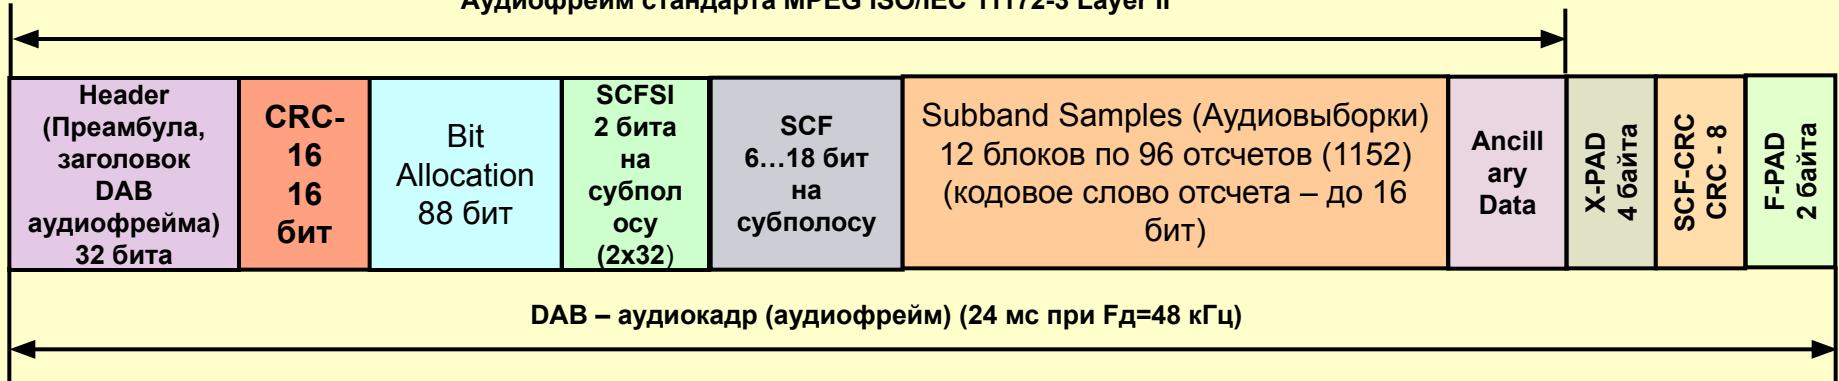 Аудиофрейм стандарта MPEG ISO/IEC 11172-3 Layer II
Header
(Преамбула,
заголовок
DAB
аудиофрейма)
32 бита
CRC-
16
16
бит
Bit
Allocation
88 бит
SCFSI
2 бита
на
субпол
осу
(2x32)
SCF
6…18 бит
на
субполосу
Subband Samples (Аудиовыборки)
12 блоков по 96 отсчетов (1152)
(кодовое слово отсчета – до 16
бит)
Ancill
ary
Data
X-PAD
4 байта
SCF-CRC
CRC - 8
F-PAD
2 байта
DAB – аудиокадр (аудиофрейм) (24 мс при Fд=48 кГц)